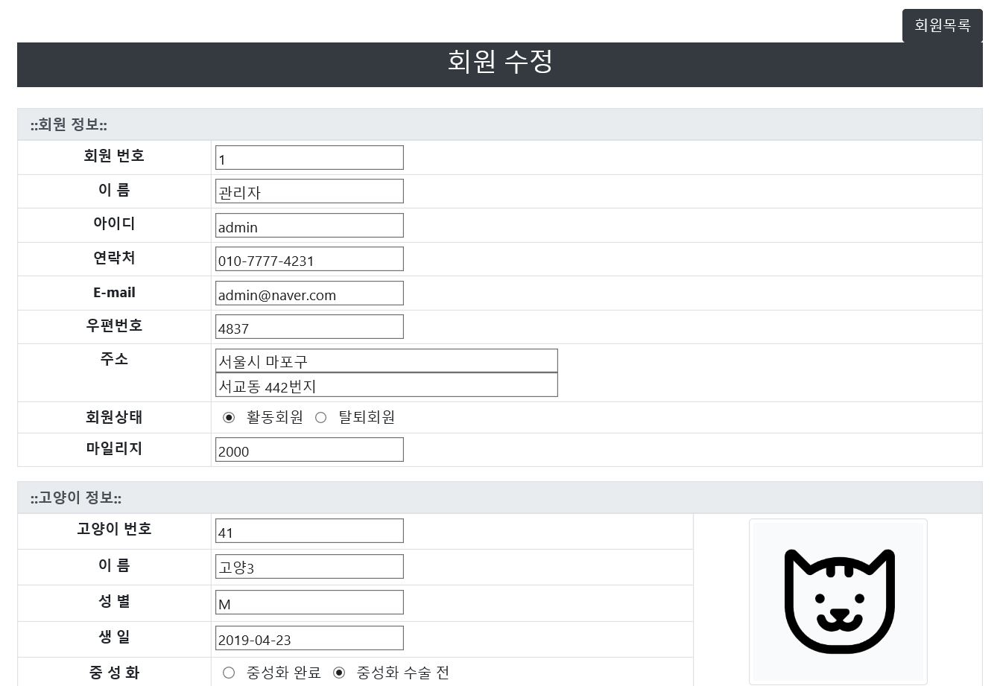 회원목록
회원 수정
::회원 정보::
회원 번호 1
이 름 관리자
아이디 admin
연락처 010-7777-4231
E-mail admin@naver.com
우편번호 4837
주소 서울시 마포구
서교동 442번지
회원상태 활동회원 탈퇴회원
마일리지 2000
::고양이 정보::
고양이 번호 41
이 름 고양3
성 별 M
생 일 2019-04-23
중 성 화 중성화 완료 중성화 수술 전